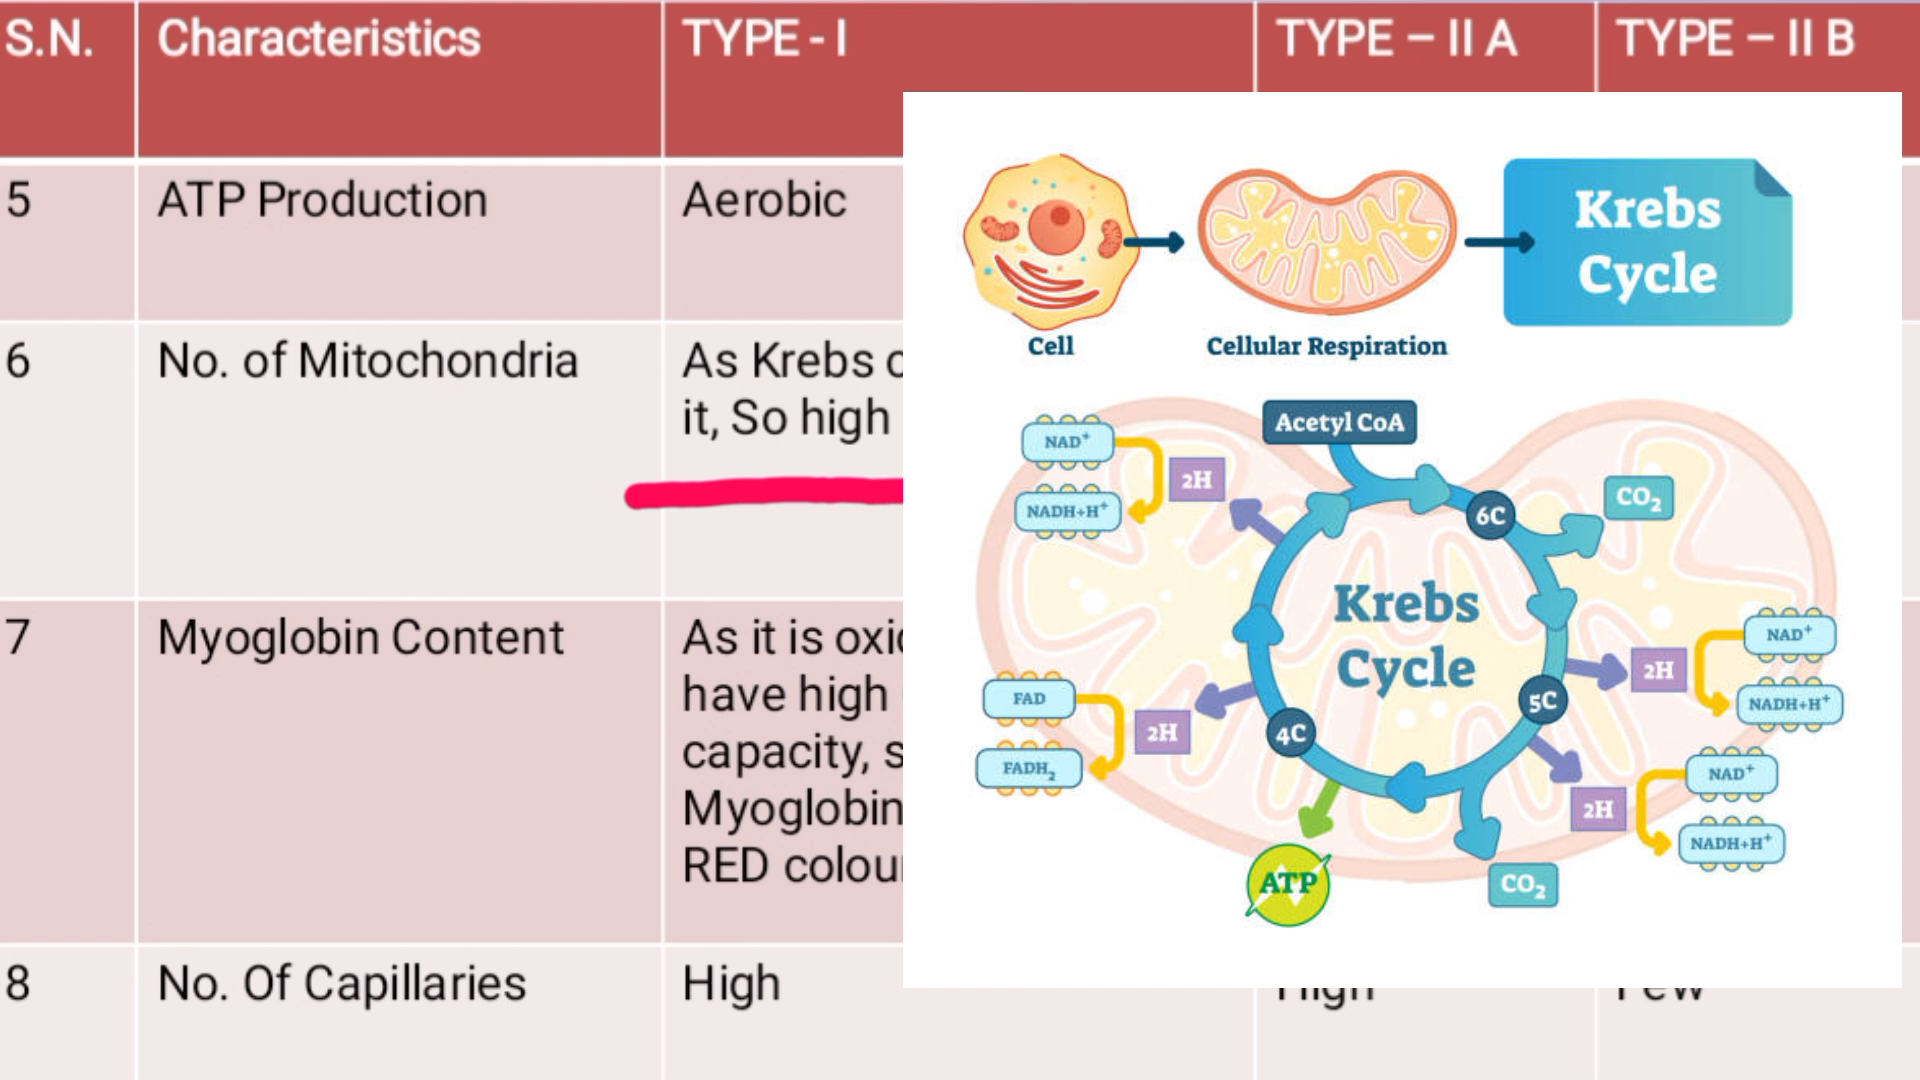 S.N.
Characteristics
TYPE - I
TYPE – II A
TYPE – II B
5
ATP Production
Aerobic
6
No. of Mitochondria
As Krebs
it, So high
7
Myoglobin Content
As it is
have high
capacity,
Myoglobin
RED
8
No. Of Capillaries
High
High
Few
Krebs
Cycle
Cell
Cellular Respiration
Acetyl CoA
NAD+
2H
NADH+H+
6C
CO2
Krebs
Cycle
NAD+
2H
NADH+H+
5C
FAD
2H
FADH2
4C
NAD+
2H
NADH+H+
ATP
CO2